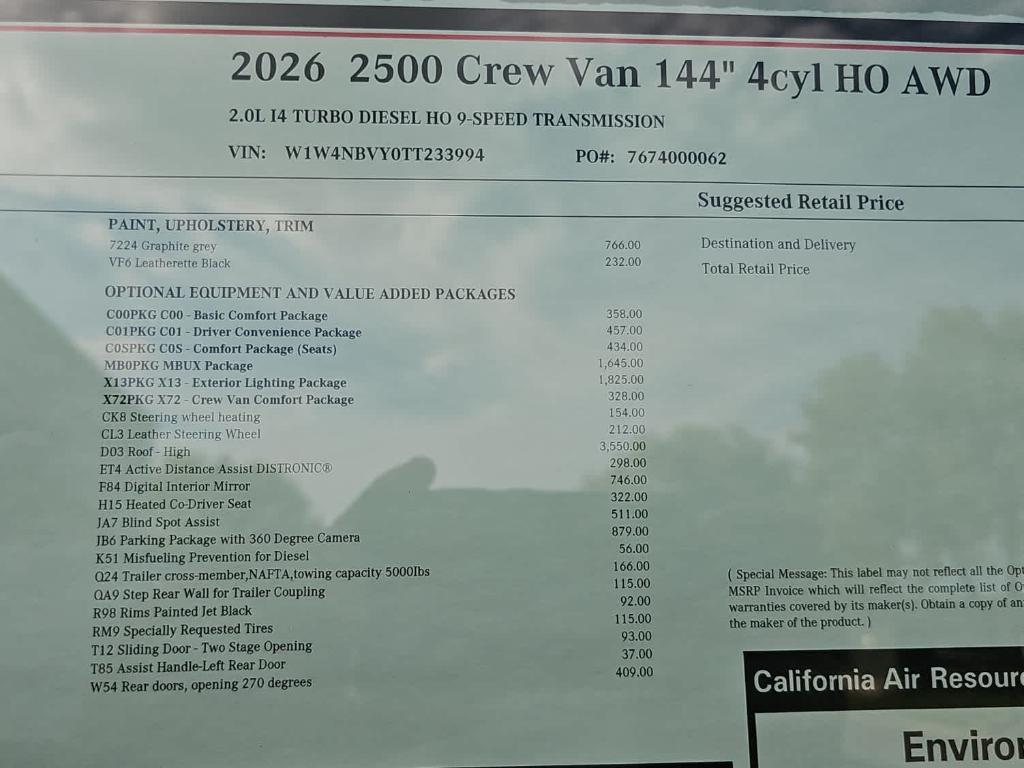 2026 2500 Crew Van 144" 4cyl HO AWD
2.0L I4 TURBO DIESEL HO 9-SPEED TRANSMISSION
VIN: W1W4NBVY0TT233994 PO#: 7674000062
Suggested Retail Price
PAINT, UPHOLSTERY, TRIM
7224 Graphite grey 766.00
VF6 Leatherette Black 232.00
Destination and Delivery
Total Retail Price
OPTIONAL EQUIPMENT AND VALUE ADDED PACKAGES
C00PKG C00 - Basic Comfort Package 358.00
C01PKG C01 - Driver Convenience Package 457.00
C0SPKG C0S - Comfort Package (Seats) 434.00
MB0PKG MBUX Package 1,645.00
X13PKG X13 - Exterior Lighting Package 1,825.00
X72PKG X72 - Crew Van Comfort Package 328.00
CK8 Steering wheel heating 154.00
CL3 Leather Steering Wheel 212.00
D03 Roof - High 3,550.00
ET4 Active Distance Assist DISTRONIC® 298.00
F84 Digital Interior Mirror 746.00
H15 Heated Co-Driver Seat 322.00
JA7 Blind Spot Assist 511.00
JB6 Parking Package with 360 Degree Camera 879.00
K51 Misfueling Prevention for Diesel 56.00
Q24 Trailer cross-member,NAFTA,towing capacity 5000lbs 166.00
QA9 Step Rear Wall for Trailer Coupling 115.00
R98 Rims Painted Jet Black 92.00
RM9 Specially Requested Tires 115.00
T12 Sliding Door - Two Stage Opening 93.00
T85 Assist Handle-Left Rear Door 37.00
W54 Rear doors, opening 270 degrees 409.00
( Special Message: This label may not reflect all the Opt
MSRP Invoice which will reflect the complete list of O
warranties covered by its maker(s). Obtain a copy of an
the maker of the product. )
California Air Resour
Enviro